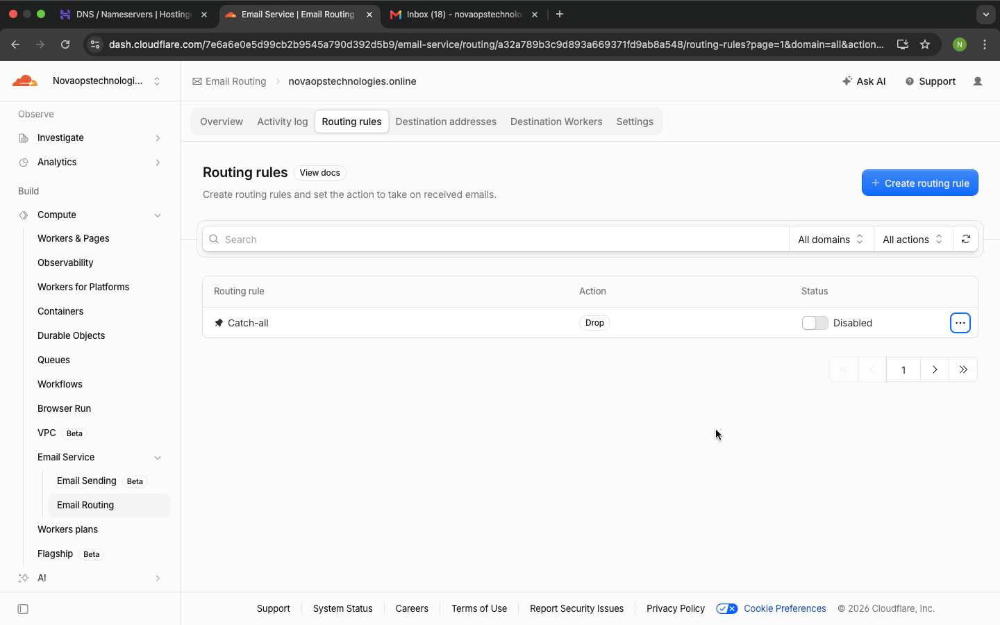 DNS / Nameservers | Hosting
Email Service | Email Routing
Inbox (18) - novaopstechnolo
dash.cloudflare.com/7e6a6e0e5d99cb2b9545a790d392d5b9/email-service/routing/a32a789b3c9d893a669371fd9ab8a548/routing-rules?page=1&domain=all&action...
N
Novaopstechnologi...
Email Routing
novaopstechnologies.online
Ask AI
Support
Observe
Investigate
Analytics
Build
Compute
Workers & Pages
Observability
Workers for Platforms
Containers
Durable Objects
Queues
Workflows
Browser Run
VPC Beta
Email Service
Email Sending Beta
Email Routing
Workers plans
Flagship Beta
AI
Overview
Activity log
Routing rules
Destination addresses
Destination Workers
Settings
Routing rules
View docs
Create routing rules and set the action to take on received emails.
+ Create routing rule
Search
All domains
All actions
Routing rule
Action
Status
Catch-all
Drop
Disabled
1
Support
System Status
Careers
Terms of Use
Report Security Issues
Privacy Policy
Cookie Preferences
© 2026 Cloudflare, Inc.